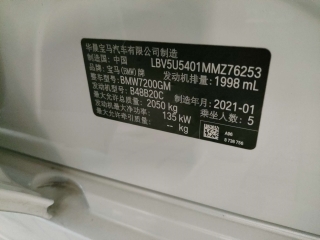 华晨宝马汽车有限公司制造
制造国：中国 LBV5U5401MMZ76253
品牌：宝马(BMW)牌 发动机排量：1998 mL
整车型号：BMW7200GM
发动机型号：B48B20C 制造年月：2021-01
最大允许总质量：2050 kg 乘坐人数：5
发动机最大净功率：135 kW
最大允许牵引质量：kg